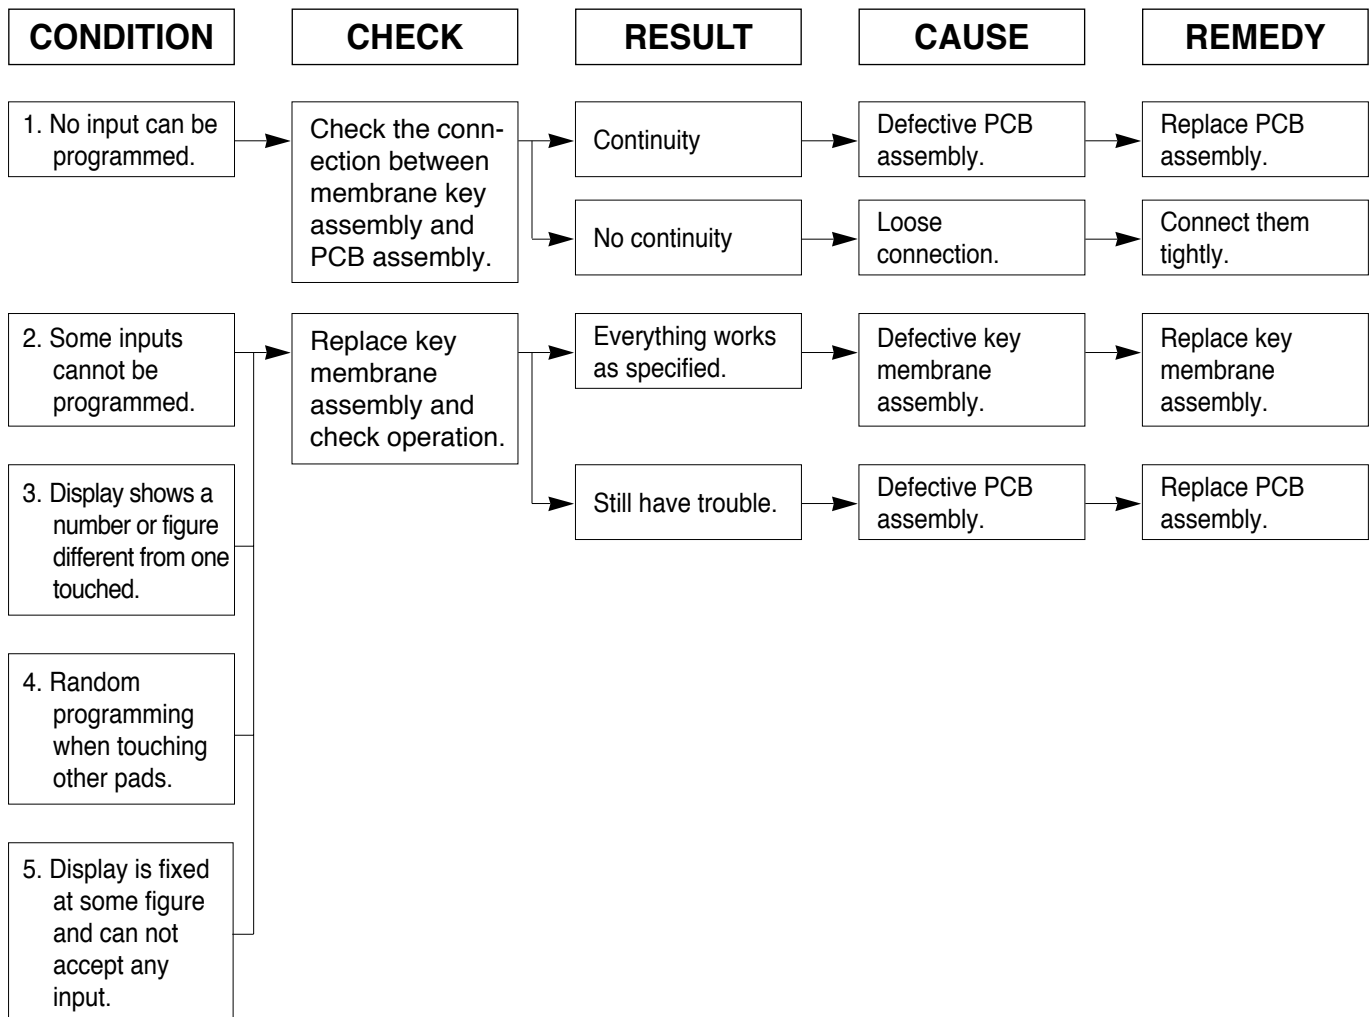 CONDITION
CHECK
RESULT
CAUSE
REMEDY
1. No input can be
programmed.
Check the conn-
ection between
membrane key
assembly and
PCB assembly.
Continuity
Defective PCB
assembly.
Replace PCB
assembly.
No continuity
Loose
connection.
Connect them
tightly.
2. Some inputs
cannot be
programmed.
Replace key
membrane
assembly and
check operation.
Everything works
as specified.
Defective key
membrane
assembly.
Replace key
membrane
assembly.
3. Display shows a
number or figure
different from one
touched.
Still have trouble.
Defective PCB
assembly.
Replace PCB
assembly.
4. Random
programming
when touching
other pads.
5. Display is fixed
at some figure
and can not
accept any
input.